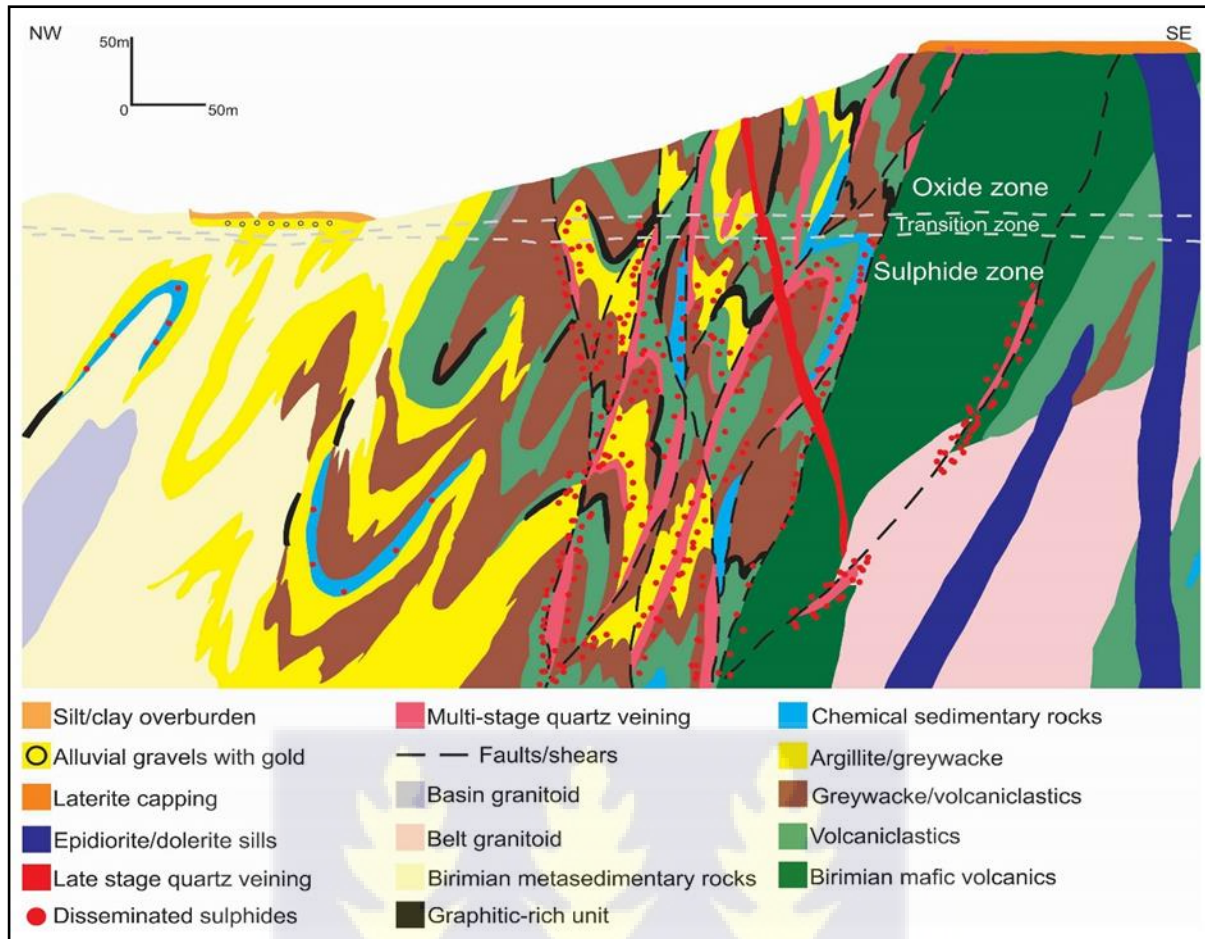 NW
SE
50m
0
50m
Oxide zone
Transition zone
Sulphide zone
Silt/clay overburden
Alluvial gravels with gold
Laterite capping
Epidiorite/dolerite sills
Late stage quartz veining
Disseminated sulphides
Multi-stage quartz veining
Faults/shears
Basin granitoid
Belt granitoid
Birimian metasedimentary rocks
Graphitic-rich unit
Chemical sedimentary rocks
Argillite/greywacke
Greywacke/volcaniclastics
Volcaniclastics
Birimian mafic volcanics